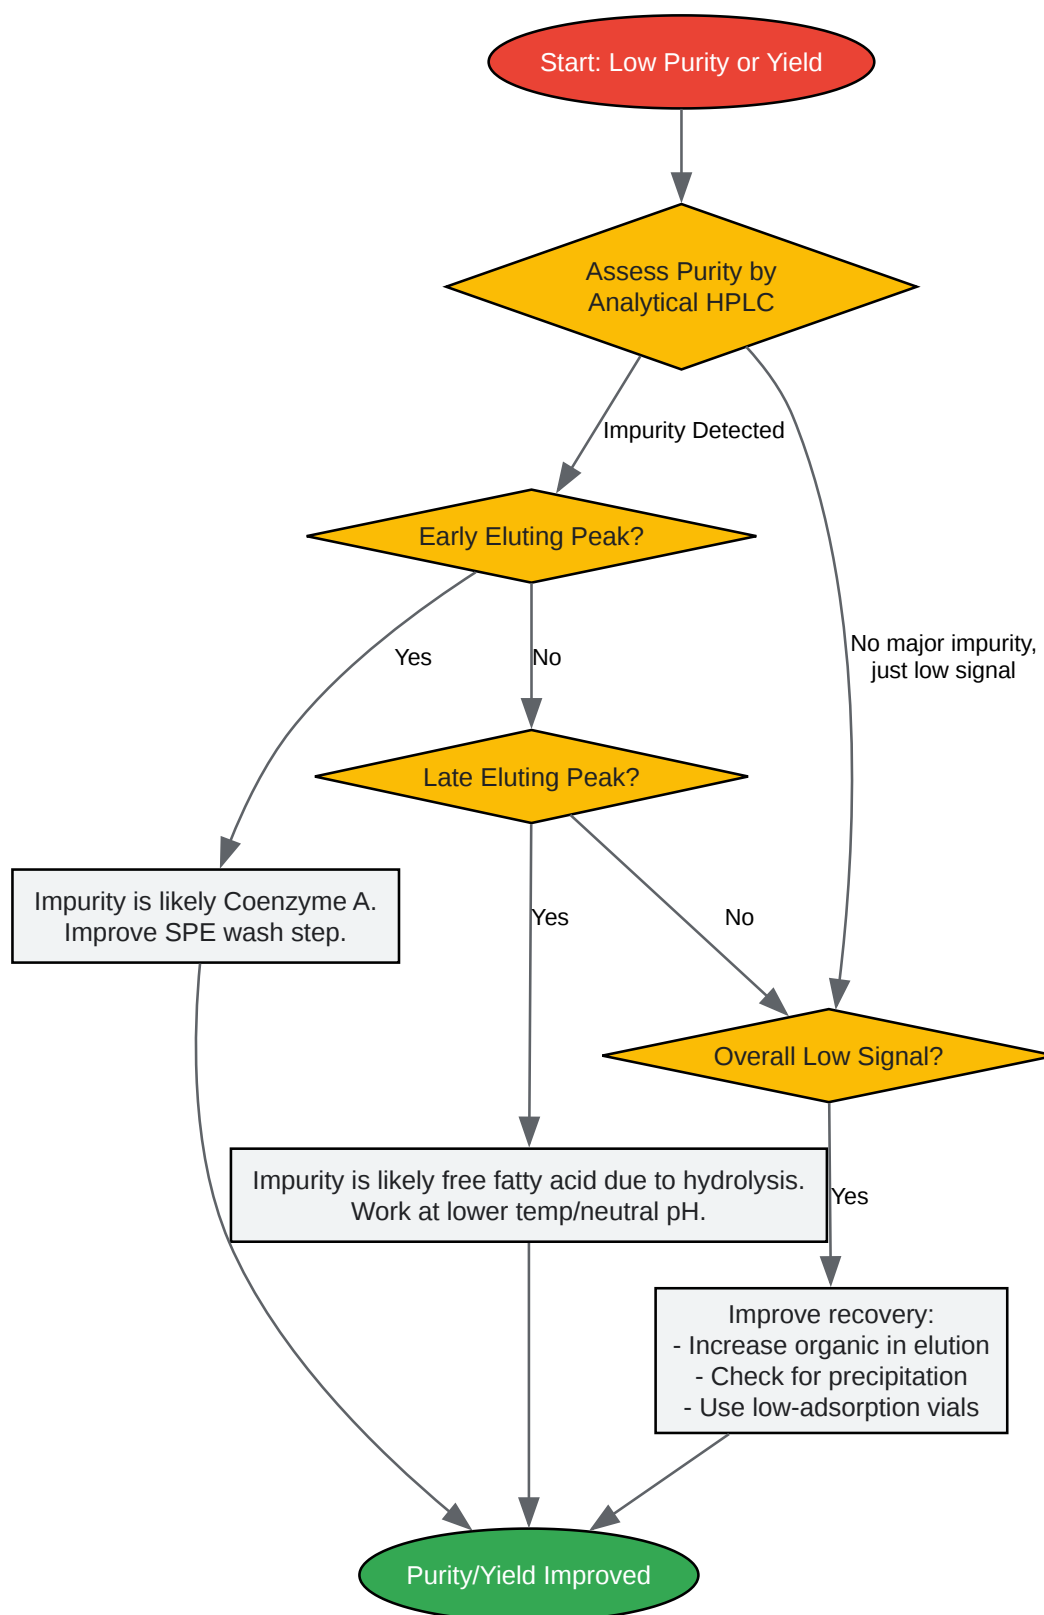 Start: Low Purity or Yield
Assess Purity by
Analytical HPLC
Impurity Detected
Early Eluting Peak?
No major impurity,
just low signal
Yes
No
Late Eluting Peak?
Impurity is likely Coenzyme A.
Improve SPE wash step.
Yes
No
Overall Low Signal?
Impurity is likely free fatty acid due to hydrolysis.
Work at lower temp/neutral pH.
Yes
Improve recovery:
- Increase organic in elution
- Check for precipitation
- Use low-adsorption vials
Purity/Yield Improved